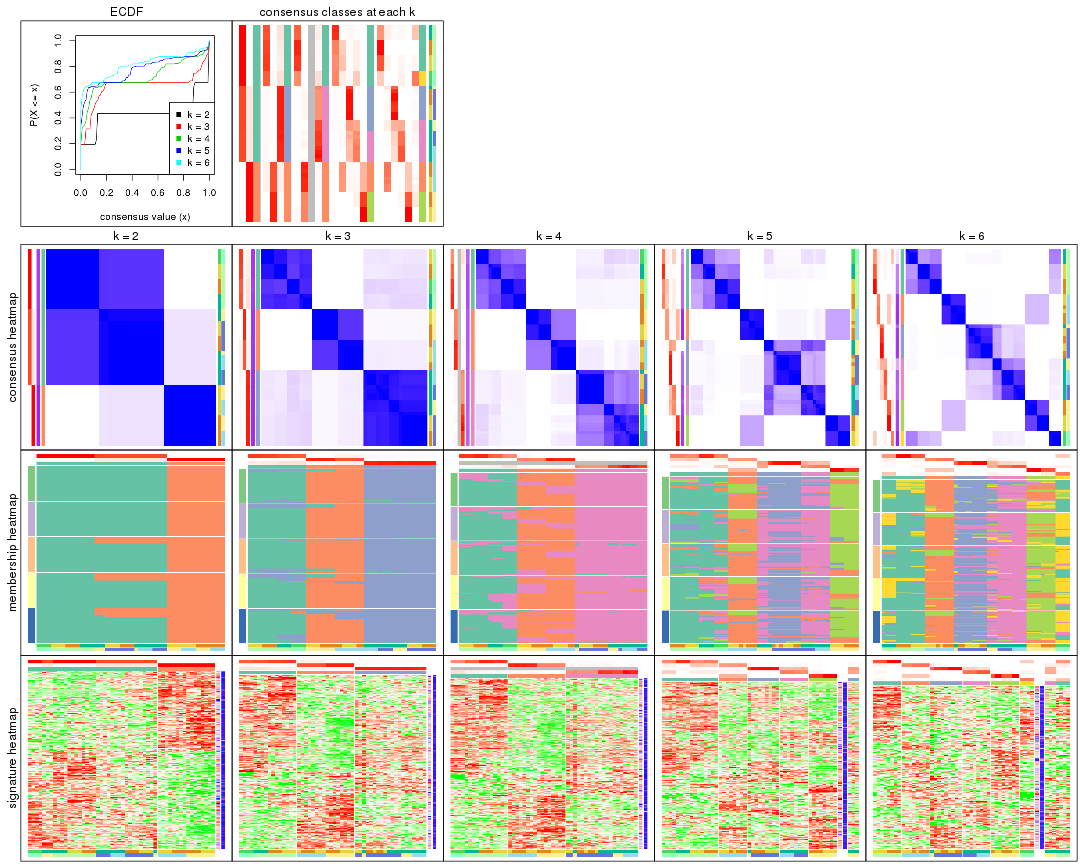 ECDF
consensus classes at each k
P(X <= x)
1.0
0.8
0.6
0.4
0.2
0.0
k = 2
k = 3
k = 4
k = 5
k = 6
0.0 0.2 0.4 0.6 0.8 1.0
consensus value (x)
k = 2
k = 3
k = 4
k = 5
k = 6
consensus heatmap
membership heatmap
signature heatmap